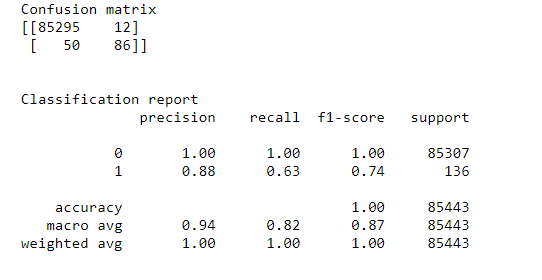 Confusion matrix
[[85295    12]
 [   50    86]]
Classification report
              precision    recall  f1-score   support
           0       1.00      1.00      1.00     85307
           1       0.88      0.63      0.74       136
    accuracy                           1.00     85443
   macro avg       0.94      0.82      0.87     85443
weighted avg       1.00      1.00      1.00     85443